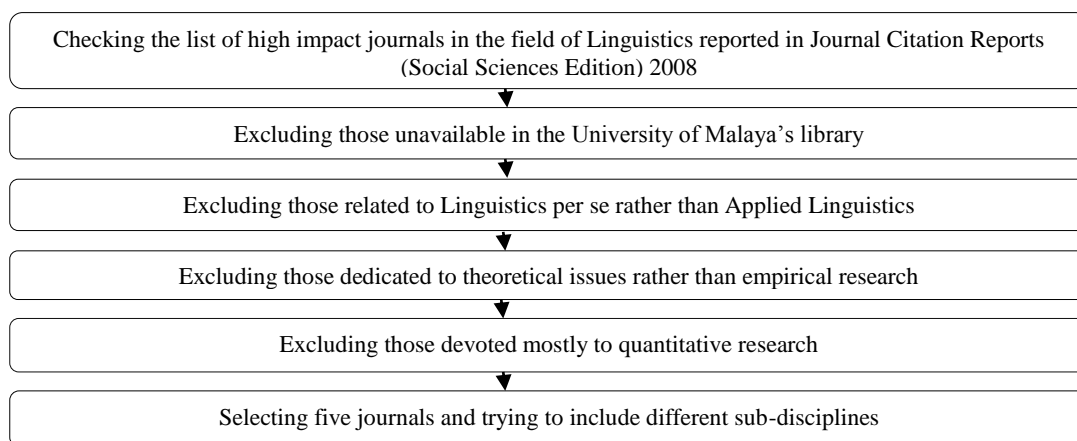 Checking the list of high impact journals in the field of Linguistics reported in Journal Citation Reports
(Social Sciences Edition) 2008
Excluding those unavailable in the University of Malaya’s library
Excluding those related to Linguistics per se rather than Applied Linguistics
Excluding those dedicated to theoretical issues rather than empirical research
Excluding those devoted mostly to quantitative research
Selecting five journals and trying to include different sub-disciplines